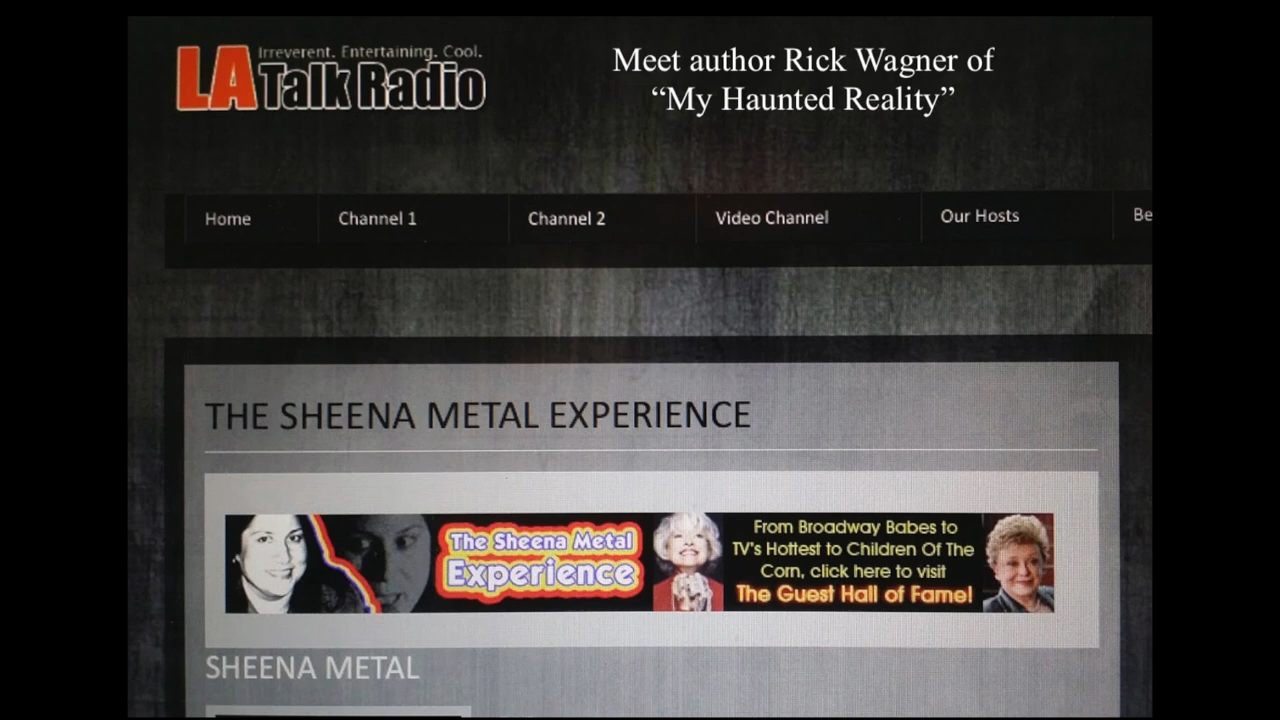 Irreverent. Entertaining. Cool.
LA Talk Radio
Meet author Rick Wagner of
“My Haunted Reality”
Home
Channel 1
Channel 2
Video Channel
Our Hosts
Be
THE SHEENA METAL EXPERIENCE
The Sheena Metal
Experience
From Broadway Babes to
TV's Hottest to Children Of The
Corn, click here to visit
The Guest Hall of Fame!
SHEENA METAL